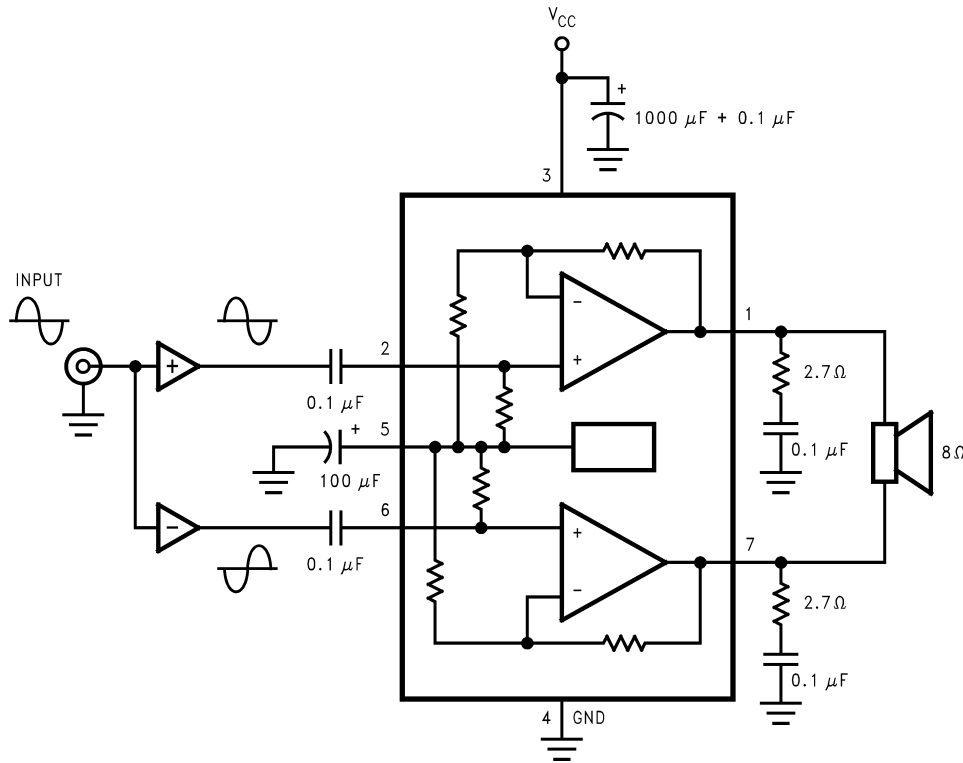 VCC
+
1000 µF + 0.1 µF
3
INPUT
−
1
2
+
+
2.7Ω
0.1 µF
5
+
0.1 µF
8Ω
100 µF
6
+
7
−
0.1 µF
−
2.7Ω
0.1 µF
4 GND